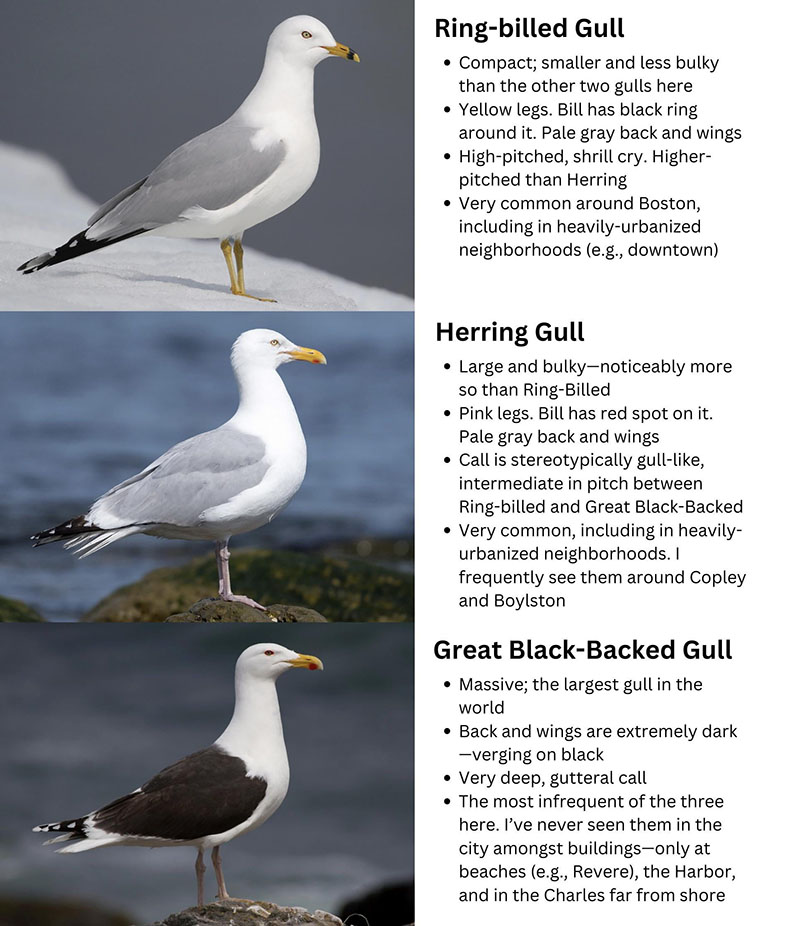 Ring-billed Gull
• Compact; smaller and less bulky
than the other two gulls here
• Yellow legs. Bill has black ring
around it. Pale gray back and wings
• High-pitched, shrill cry. Higher-
pitched than Herring
• Very common around Boston,
including in heavily-urbanized
neighborhoods (e.g., downtown)
Herring Gull
• Large and bulky—noticeably more
so than Ring-Billed
• Pink legs. Bill has red spot on it.
Pale gray back and wings
• Call is stereotypically gull-like,
intermediate in pitch between
Ring-billed and Great Black-Backed
• Very common, including in heavily-
urbanized neighborhoods. I
frequently see them around Copley
and Boylston
Great Black-Backed Gull
• Massive; the largest gull in the
world
• Back and wings are extremely dark
—verging on black
• Very deep, gutteral call
• The most infrequent of the three
here. I’ve never seen them in the
city amongst buildings—only at
beaches (e.g., Revere), the Harbor,
and in the Charles far from shore